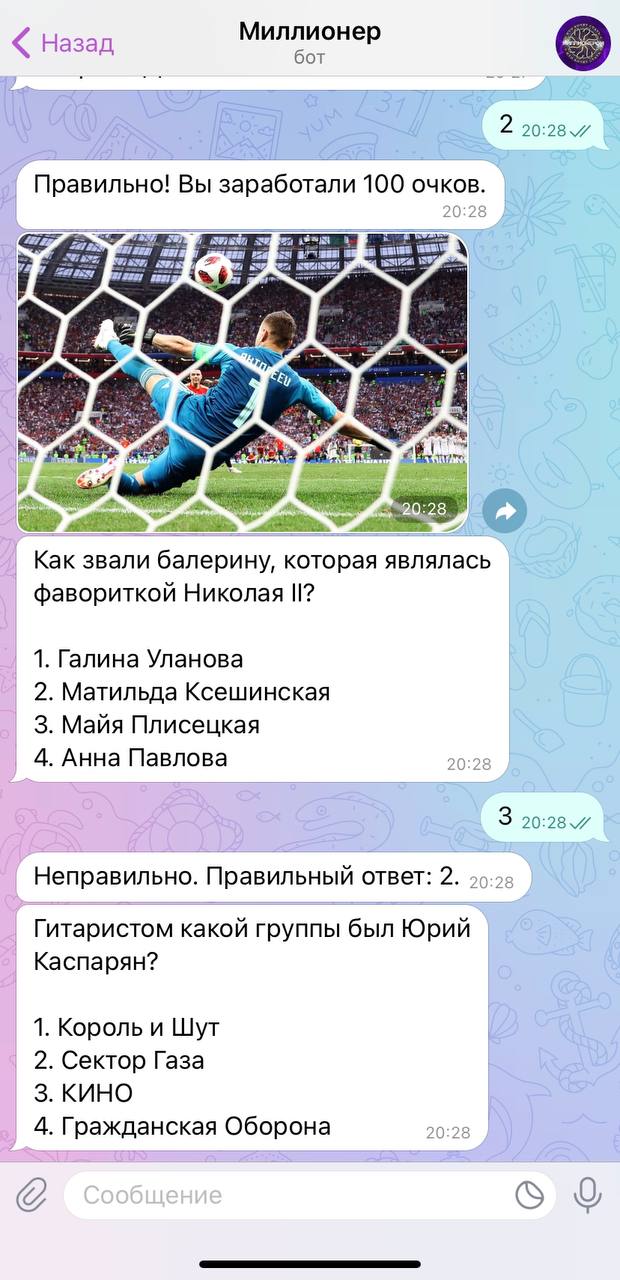 Назад
Миллионер
бот
2 20:28
Правильно! Вы заработали 100 очков.
20:28
20:28
Как звали балерину, которая являлась
фавориткой Николая II?
1. Галина Уланова
2. Матильда Ксешинская
3. Майя Плисецкая
4. Анна Павлова
20:28
3 20:28
Неправильно. Правильный ответ: 2. 20:28
Гитаристом какой группы был Юрий
Каспарян?
1. Король и Шут
2. Сектор Газа
3. КИНО
4. Гражданская Оборона
20:28
Сообщение